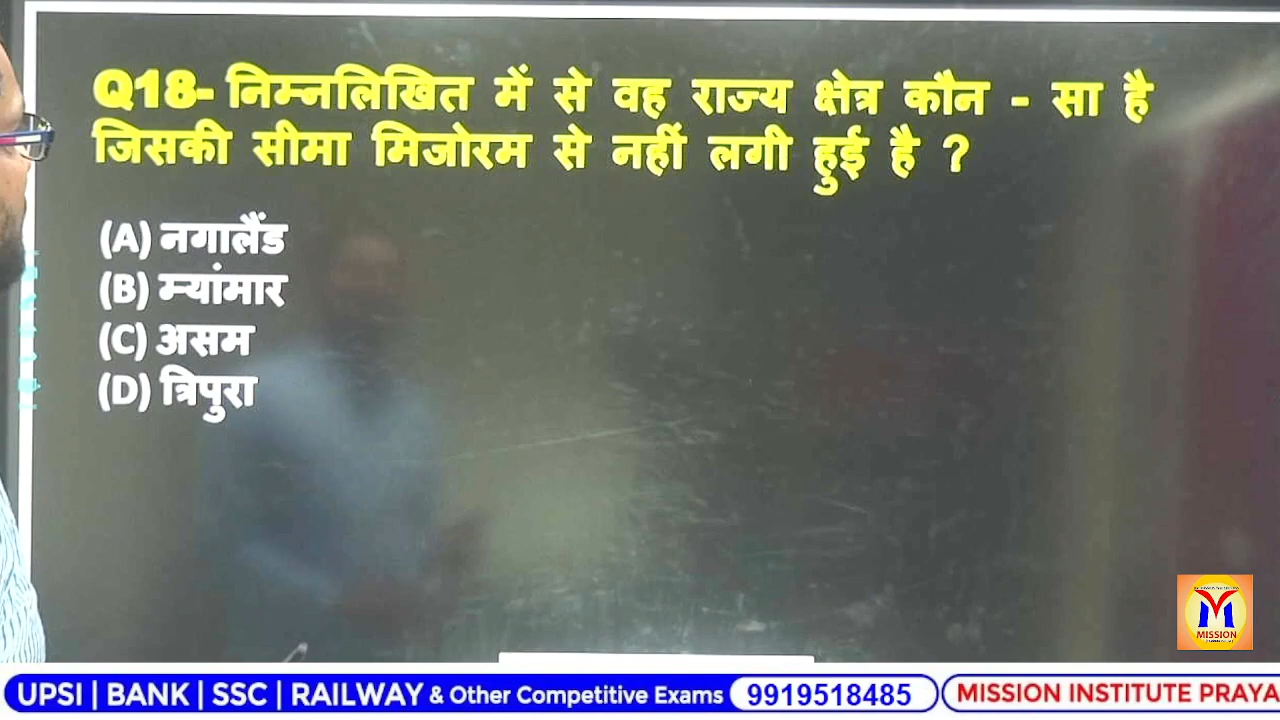 Q18- निम्नलिखित में से वह राज्य क्षेत्र कौन - सा है
जिसकी सीमा मिजोरम से नहीं लगी हुई है ?
(A) नगालैंड
(B) म्यांमार
(C) असम
(D) त्रिपुरा
MISSION
UPSI | BANK | SSC | RAILWAY & Other Competitive Exams 9919518485 MISSION INSTITUTE PRAYA